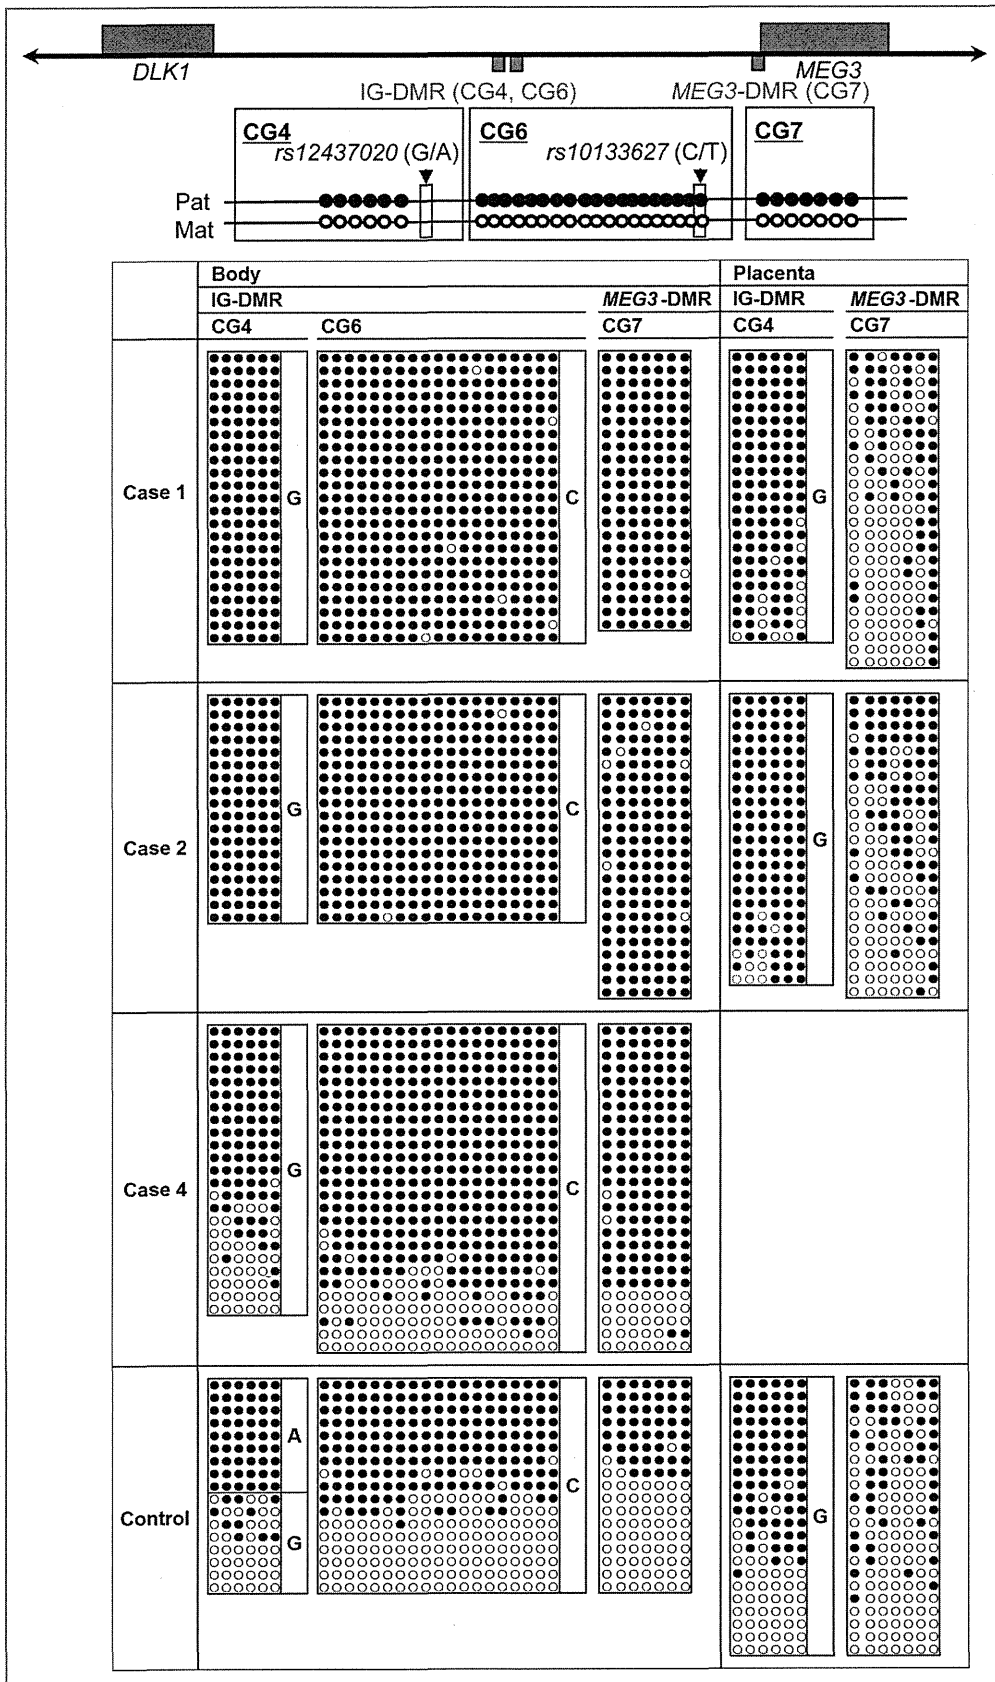 DLK1
MEG3
IG-DMR (CG4, CG6)
MEG3-DMR (CG7)
CG4
rs12437020 (G/A)
CG6
rs10133627 (C/T)
CG7
Pat
Mat
Body
Placenta
IG-DMR
MEG3-DMR
IG-DMR
MEG3-DMR
CG4
CG6
CG7
CG4
CG7
Case 1
G
C
G
Case 2
G
C
G
Case 4
G
C
Control
A
G
C
G